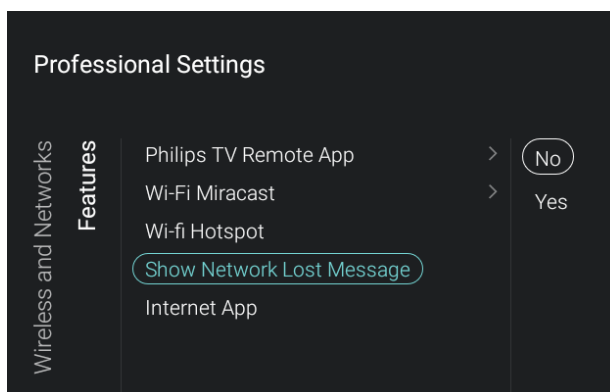 Professional Settings
Wireless and Networks
Features
Philips TV Remote App
Wi-Fi Miracast
Wi-fi Hotspot
Show Network Lost Message
Internet App
No
Yes